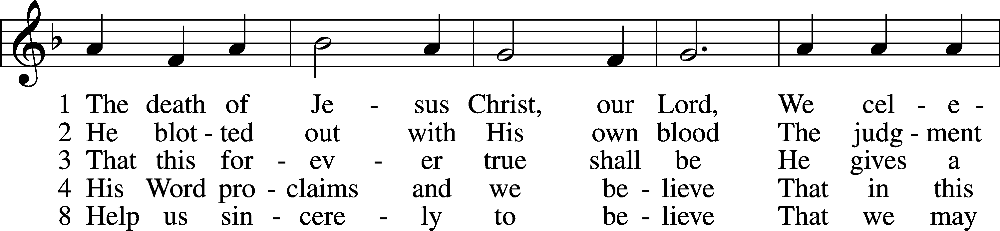 1 The death of Je - sus Christ, our Lord, We cel - e -
2 He blot - ted out with His own blood The judg - ment
3 That this for - ev - er true shall be He gives a
4 His Word pro - claims and we be - lieve That in this
8 Help us sin - cere - ly to be - lieve That we may